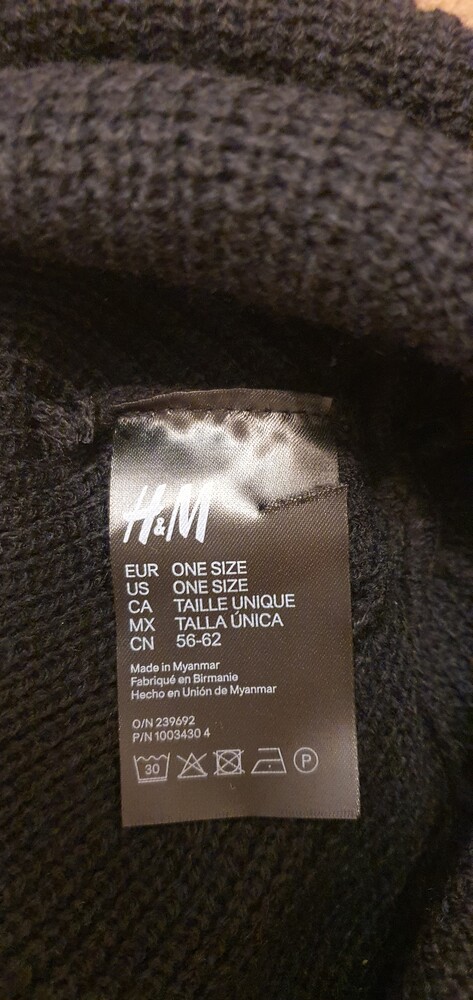 H&M
EUR ONE SIZE
US ONE SIZE
CA TAILLE UNIQUE
MX TALLA ÚNICA
CN 56-62
Made in Myanmar
Fabriqué en Birmanie
Hecho en Unión de Myanmar
O/N 239692
P/N 1003430 4
30 P